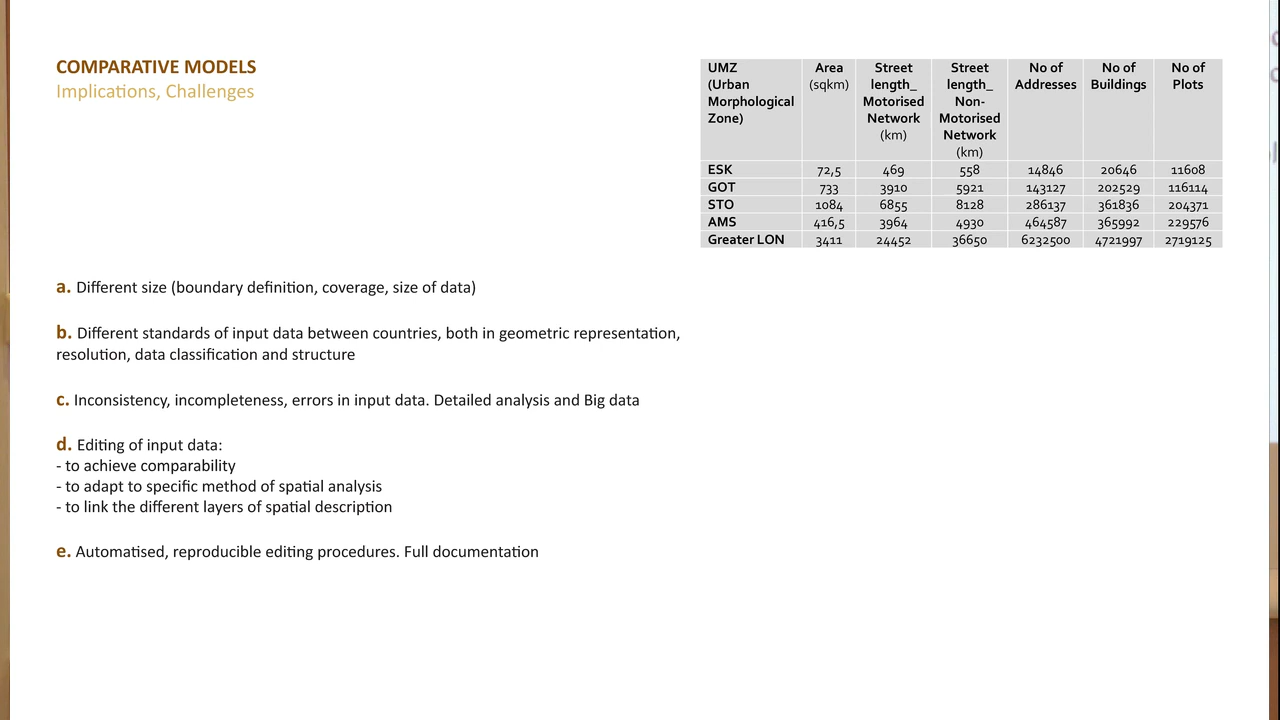 COMPARATIVE MODELS
Implications, Challenges
UMZ (Urban Morphological Zone) Area (sqkm) Street length_ Motorised Network (km) Street length_ Non-Motorised Network (km) No of Addresses No of Buildings No of Plots
ESK 72,5 469 558 14846 20646 11608
GOT 733 3910 5921 143127 202529 116114
STO 1084 6855 8128 286137 361836 204371
AMS 416,5 3964 4930 464587 365992 229576
Greater LON 3411 24452 36650 6232500 4721997 2719125
a. Different size (boundary definition, coverage, size of data)
b. Different standards of input data between countries, both in geometric representation,
resolution, data classification and structure
c. Inconsistency, incompleteness, errors in input data. Detailed analysis and Big data
d. Editing of input data:
- to achieve comparability
- to adapt to specific method of spatial analysis
- to link the different layers of spatial description
e. Automatised, reproducible editing procedures. Full documentation